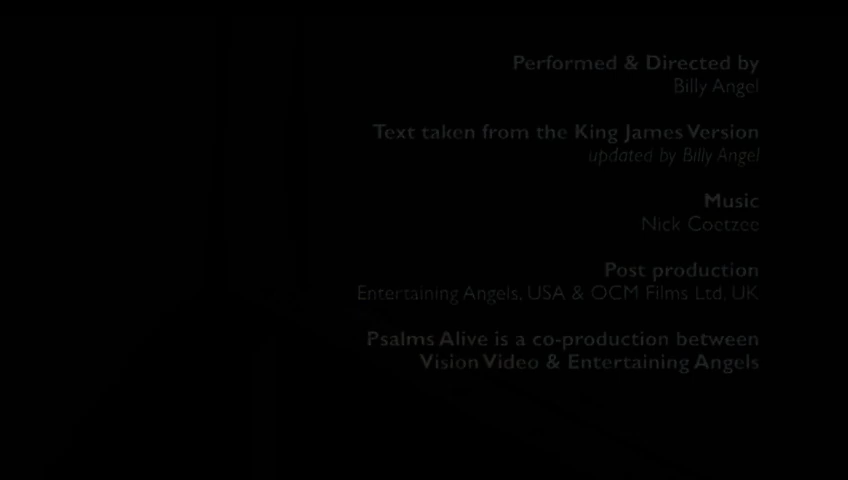 Performed & Directed by
Billy Angel
Text taken from the King James Version
updated by Billy Angel
Music
Nick Coetzee
Post production
Entertaining Angels, USA & OCM Films Ltd, UK
Psalms Alive is a co-production between
Vision Video & Entertaining Angels